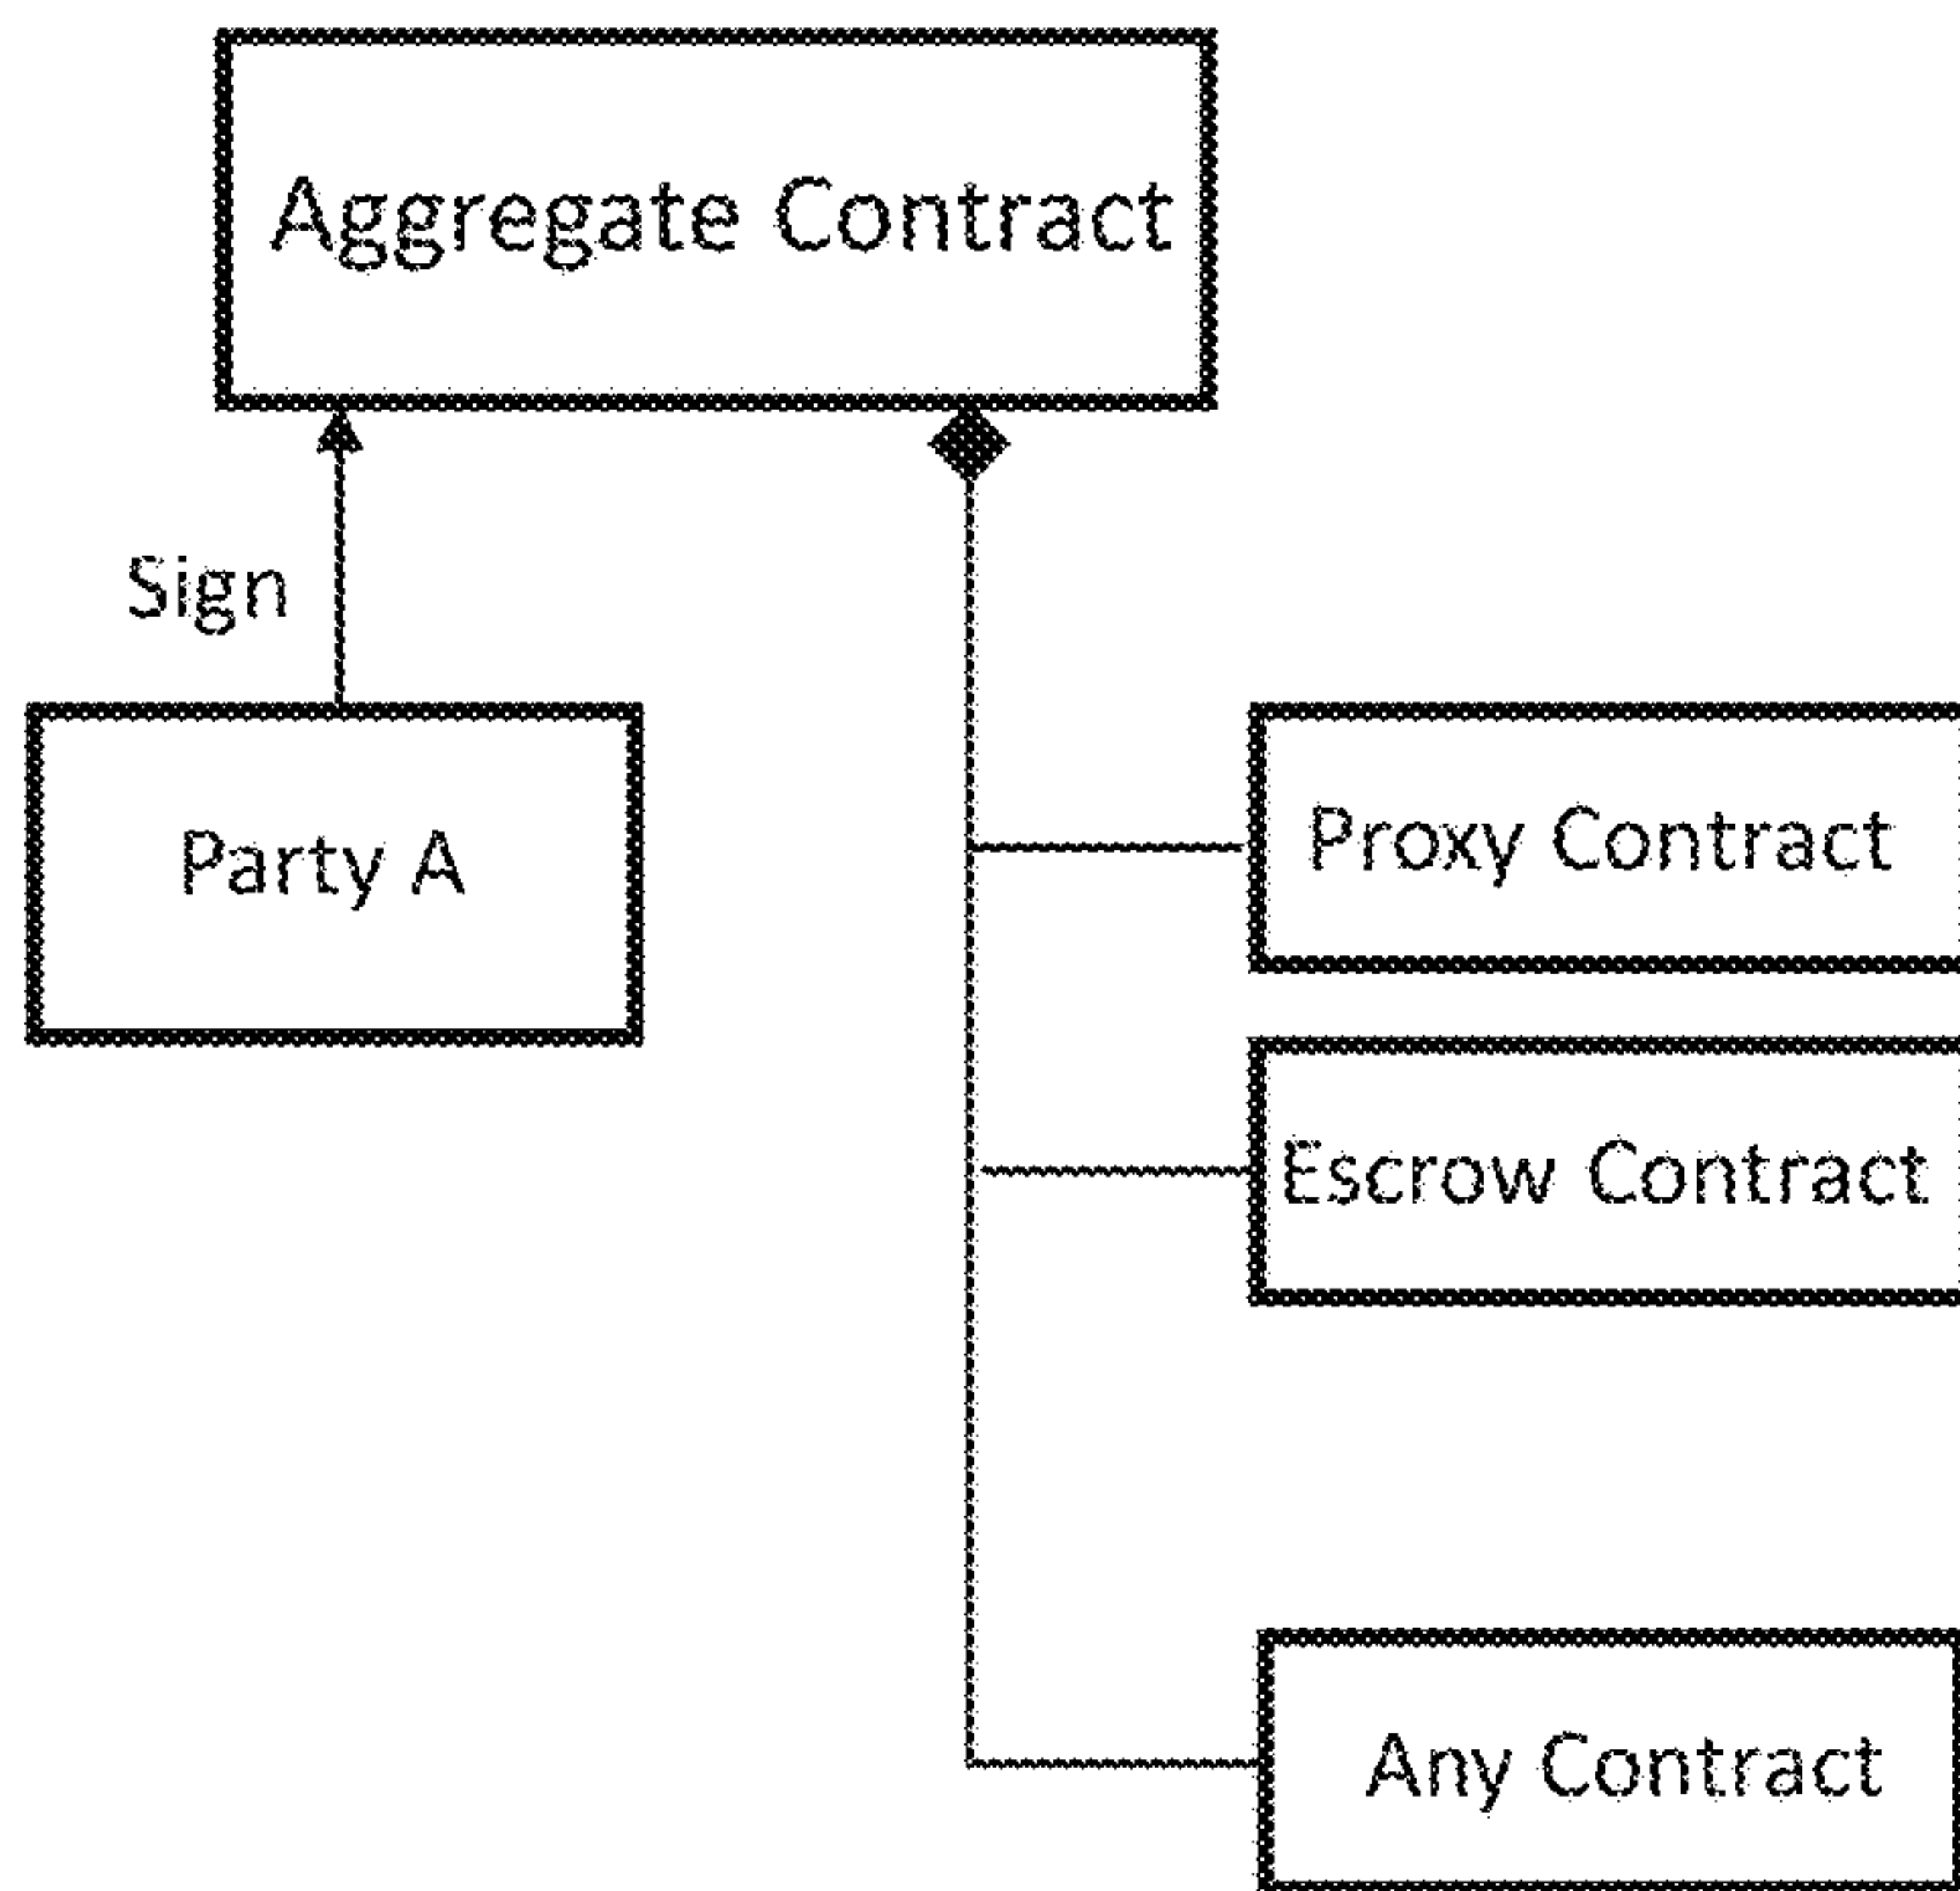 Aggregate Contract
Sign
Party A
Proxy Contract
Escrow Contract
Any Contract